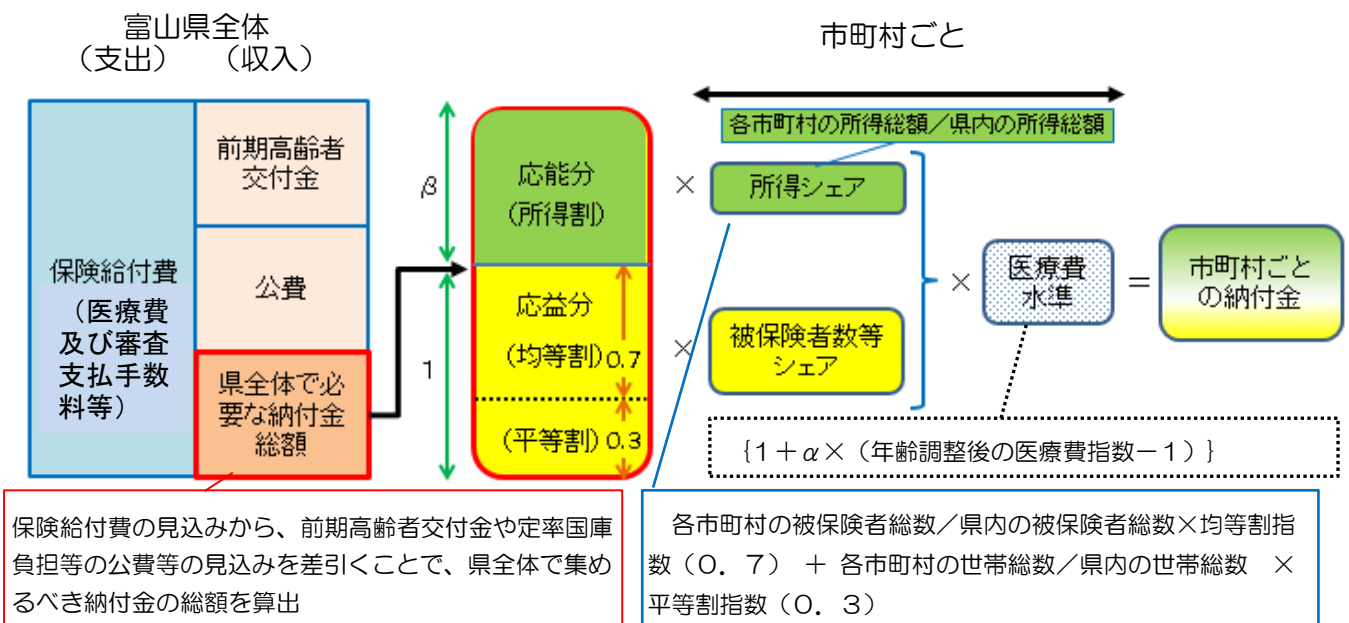 富山県全体
（支出）　（収入）
市町村ごと
各市町村の所得総額／県内の所得総額
前期高齢者
交付金
公費
県全体で必
要な納付金
総額
保険給付費
（医療費
及び審査
支払手数
料等）
β
1
応能分
（所得割）
応益分
（均等割）0.7
（平等割）0.3
×
所得シェア
×
被保険者数等
シェア
×
医療費
水準
＝
市町村ごと
の納付金
｛1＋α×（年齢調整後の医療費指数－1）｝
保険給付費の見込みから、前期高齢者交付金や定率国庫
負担等の公費等の見込みを差引くことで、県全体で集め
るべき納付金の総額を算出
各市町村の被保険者総数／県内の被保険者総数×均等割指
数（0．7）　＋ 各市町村の世帯総数／県内の世帯総数　×
平等割指数（0．3）